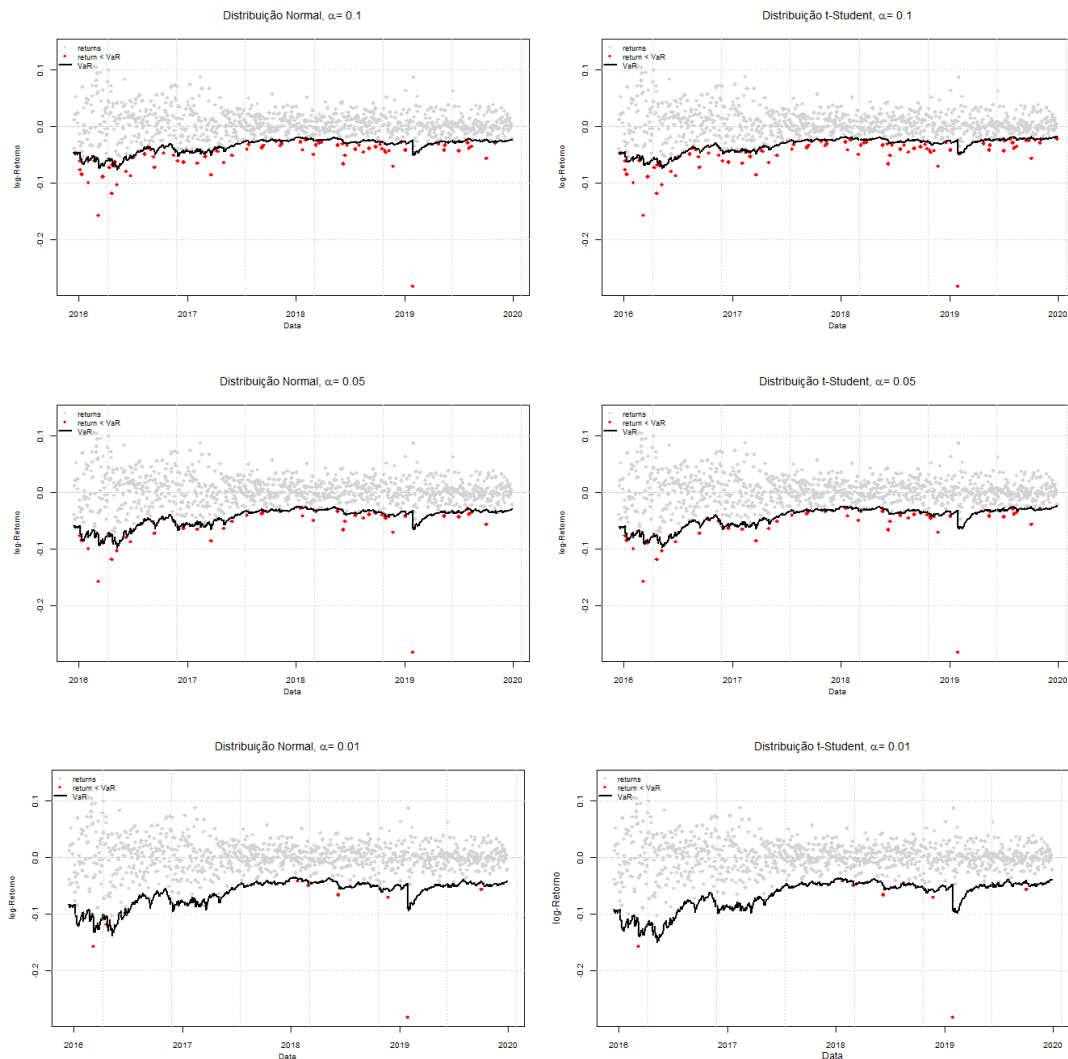 Distribuição Normal, α= 0.1
returns
return < VaR
VaR
log-Retorno
0.1
0.0
-0.1
-0.2
2016 2017 2018 2019 2020
Data
Distribuição t-Student, α= 0.1
returns
return < VaR
VaR
log-Retorno
0.1
0.0
-0.1
-0.2
2016 2017 2018 2019 2020
Data
Distribuição Normal, α= 0.05
returns
return < VaR
VaR
log-Retorno
0.1
0.0
-0.1
-0.2
2016 2017 2018 2019 2020
Data
Distribuição t-Student, α= 0.05
returns
return < VaR
VaR
log-Retorno
0.1
0.0
-0.1
-0.2
2016 2017 2018 2019 2020
Data
Distribuição Normal, α= 0.01
returns
return < VaR
VaR
log-Retorno
0.1
0.0
-0.1
-0.2
2016 2017 2018 2019 2020
Data
Distribuição t-Student, α= 0.01
returns
return < VaR
VaR
log-Retorno
0.1
0.0
-0.1
-0.2
2016 2017 2018 2019 2020
Data